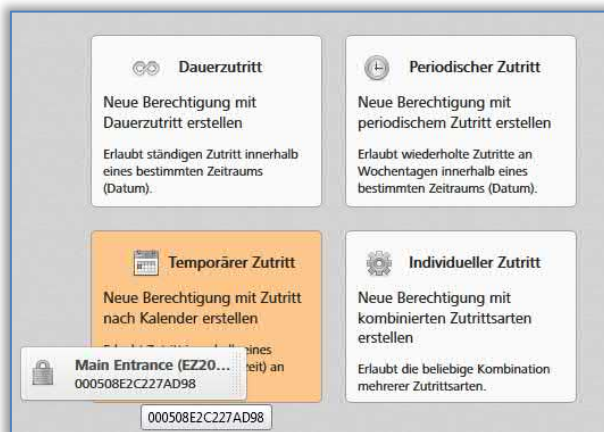 Dauerzutritt
Neue Berechtigung mit
Dauerzutritt erstellen
Erlaubt ständigen Zutritt innerhalb
eines bestimmten Zeitraums
(Datum).
Periodischer Zutritt
Neue Berechtigung mit
periodischem Zutritt erstellen
Erlaubt wiederholte Zutritte an
Wochentagen innerhalb eines
bestimmten Zeitraums (Datum).
Temporärer Zutritt
Neue Berechtigung mit Zutritt
nach Kalender erstellen
eines
zeit) an
Main Entrance (EZ20...
000508E2C227AD98
000508E2C227AD98
Individueller Zutritt
Neue Berechtigung mit
kombinierten Zutrittsarten
erstellen
Erlaubt die beliebige Kombination
mehrerer Zutrittsarten.